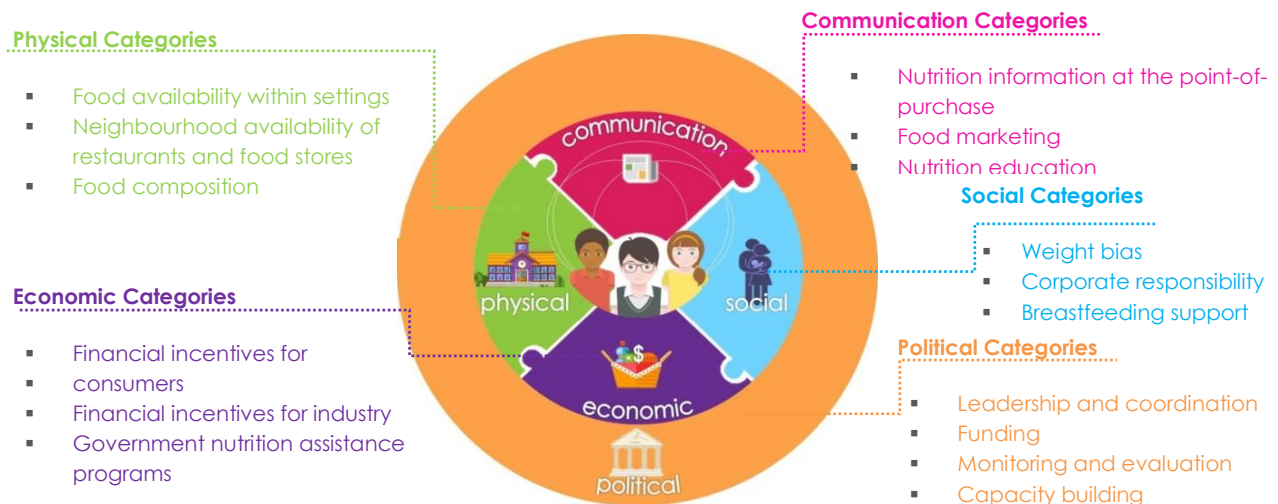 Physical Categories
▪ Food availability within settings
▪ Neighbourhood availability of
restaurants and food stores
▪ Food composition
Economic Categories
▪ Financial incentives for
▪ consumers
▪ Financial incentives for industry
▪ Government nutrition assistance
programs
communication
physical
social
economic
political
Communication Categories
▪ Nutrition information at the point-of-
purchase
▪ Food marketing
▪ Nutrition education
Social Categories
▪ Weight bias
▪ Corporate responsibility
▪ Breastfeeding support
Political Categories
▪ Leadership and coordination
▪ Funding
▪ Monitoring and evaluation
▪ Capacity building